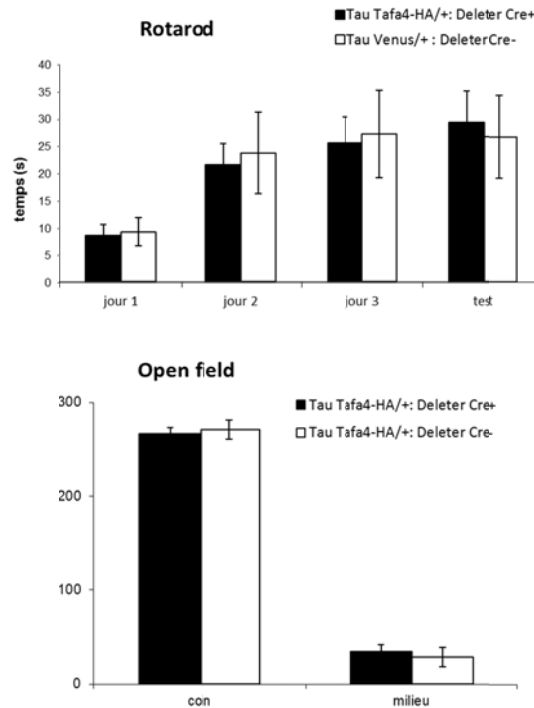 Rotarod
Tau Tafa4-HA/+: Deleter Cre+
Tau Venus/+ : DeleterCre-
temps (s)
40
35
30
25
20
15
10
5
0
jour 1 jour 2 jour 3 test
Open field
Tau Tafa4-HA/+: Deleter Cre+
Tau Tafa4-HA/+: Deleter Cre-
300
200
100
0
con milieu